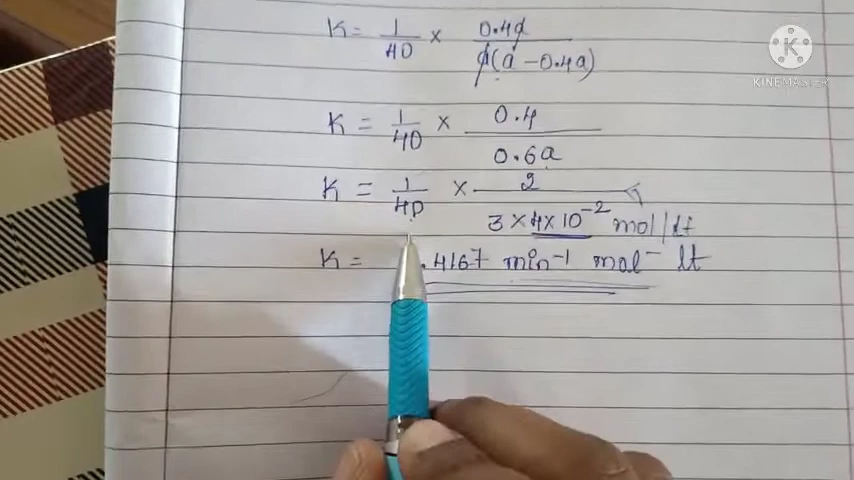 K = 1/40 × 0.4a / a(a - 0.4a)
K = 1/40 × 0.4 / 0.6a
K = 1/40 × 2 / 3 × 4 × 10⁻² mol/lt
K = .4167 min⁻¹ mol⁻ lt
K
KINEMASTER